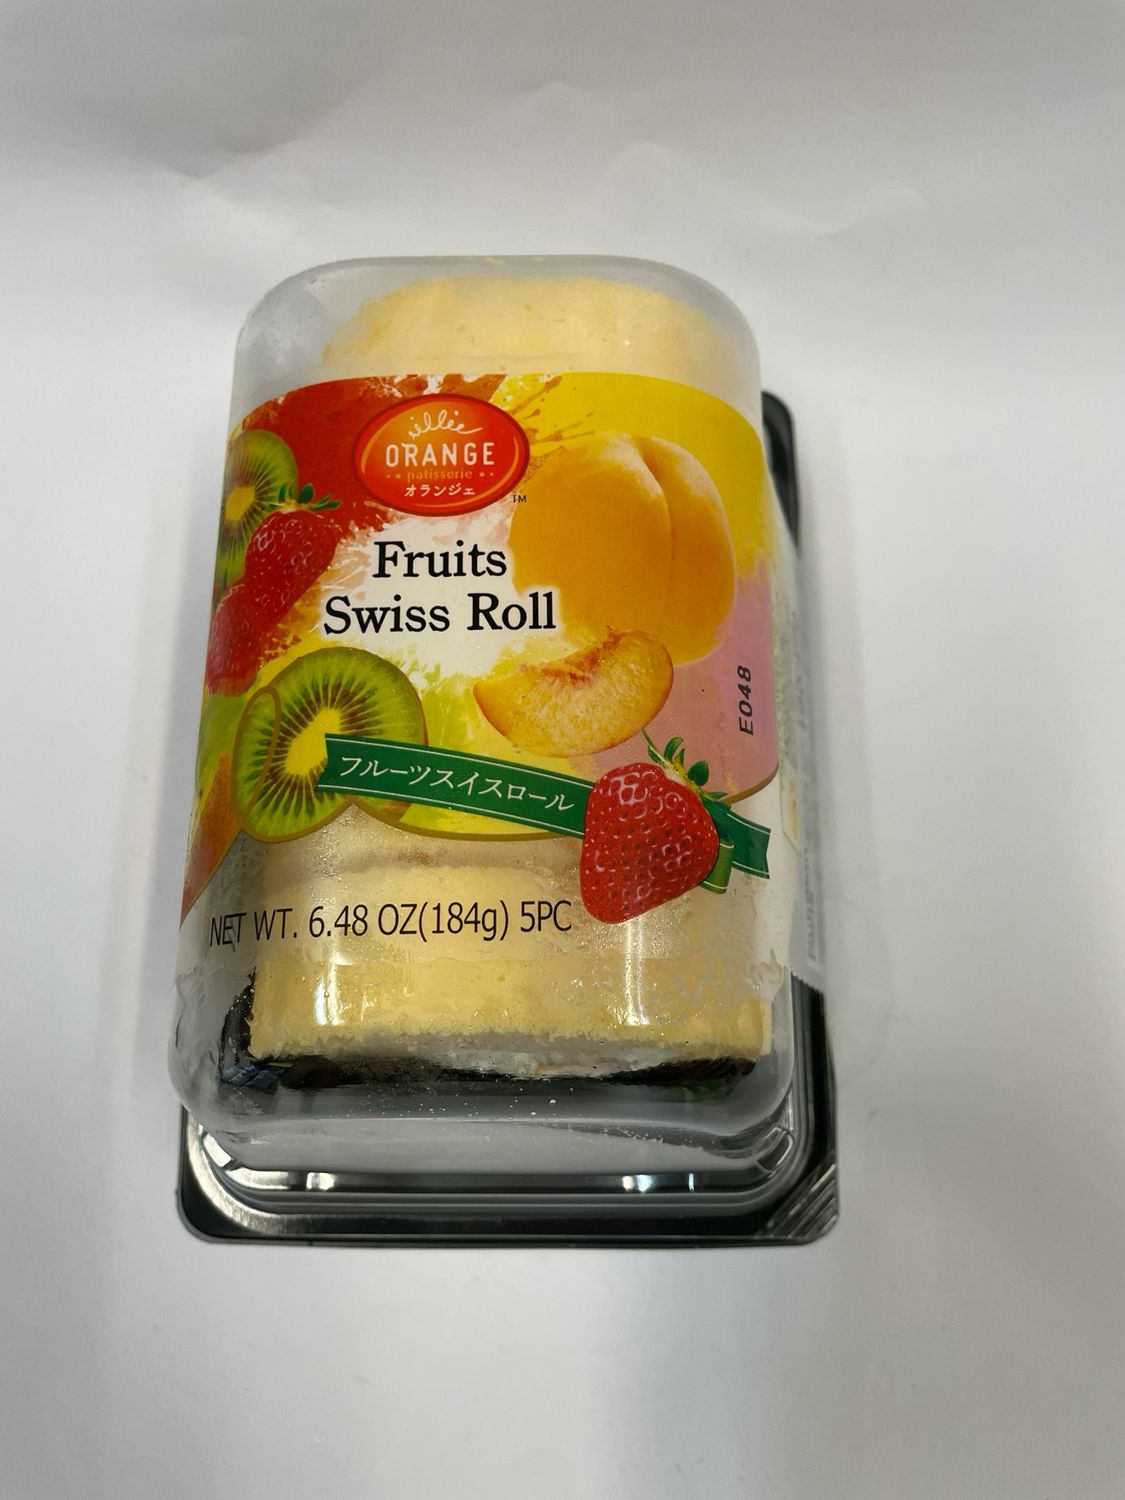 ORANGE
patisserie
オランジェ
TM
Fruits
Swiss Roll
E048
フルーツスイスロール
NET WT. 6.48 OZ(184g) 5PC